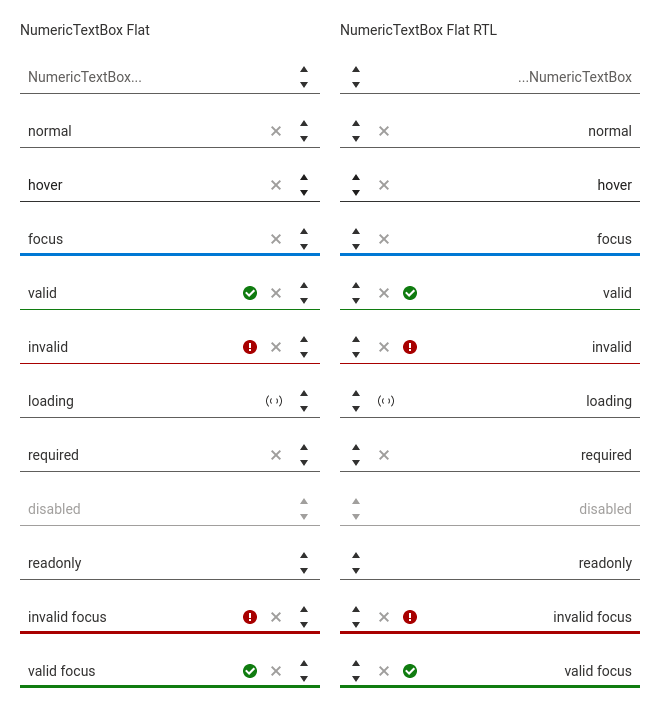 NumericTextBox Flat
NumericTextBox...
normal
hover
focus
valid
invalid
loading
required
disabled
readonly
invalid focus
valid focus
NumericTextBox Flat RTL
...NumericTextBox
normal
hover
focus
valid
invalid
loading
required
disabled
readonly
invalid focus
valid focus